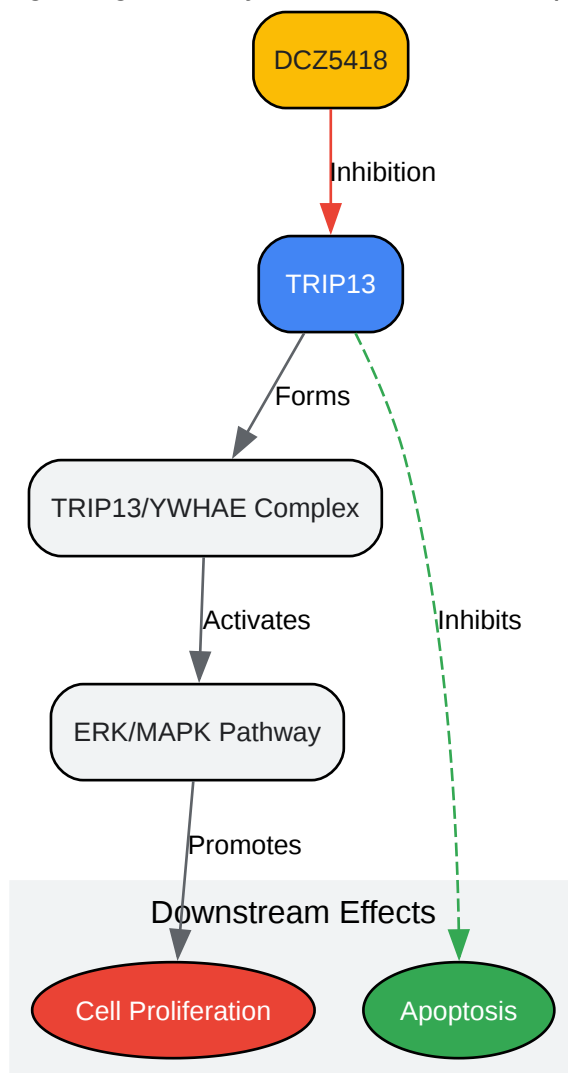 DCZ5418
Inhibition
TRIP13
Forms
TRIP13/YWHAE Complex
Activates
Inhibits
ERK/MAPK Pathway
Promotes
Downstream Effects
Cell Proliferation
Apoptosis